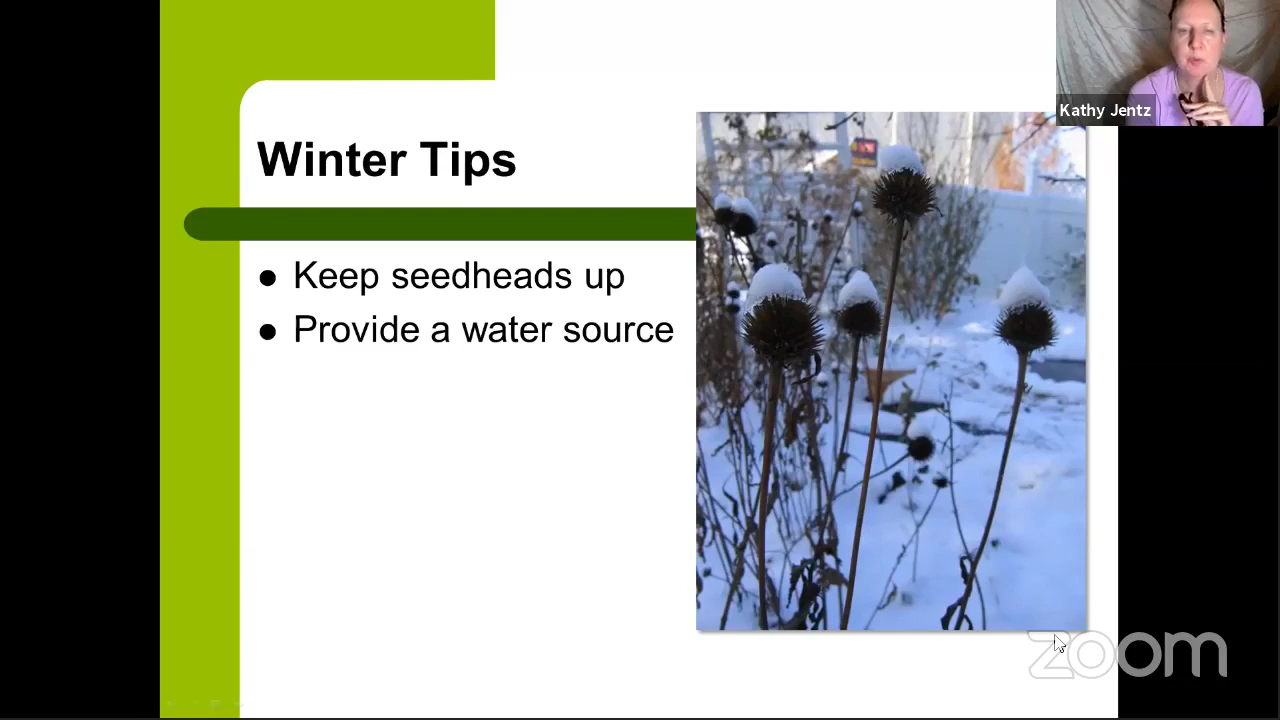 Kathy Jentz
Winter Tips
Keep seedheads up
Provide a water source
zoom